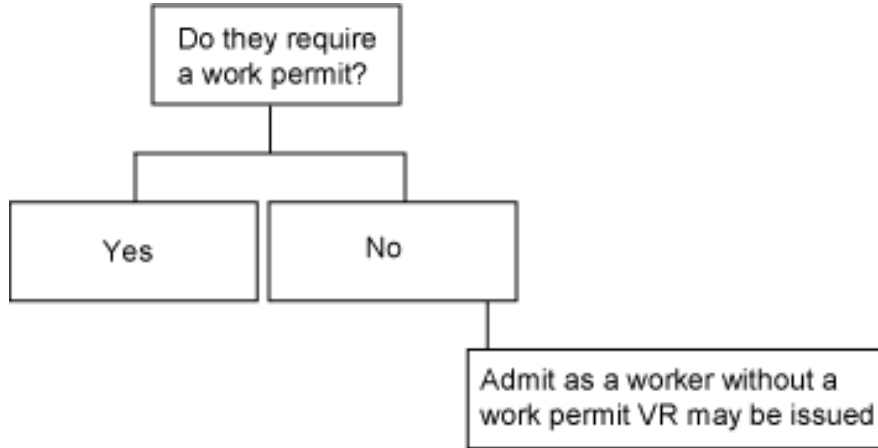 Do they require
a work permit?
Yes
No
Admit as a worker without a
work permit VR may be issued